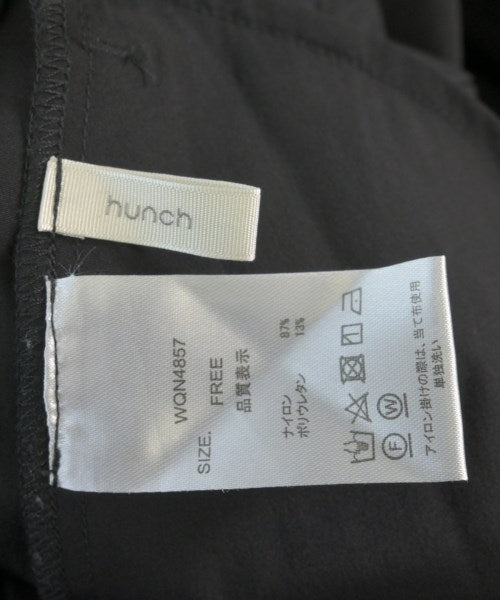 hunch
WQN4857
SIZE. FREE
品質表示
ナイロン 87%
ポリウレタン 13%
F W
アイロン掛けの際は、当て布使用
単独洗い